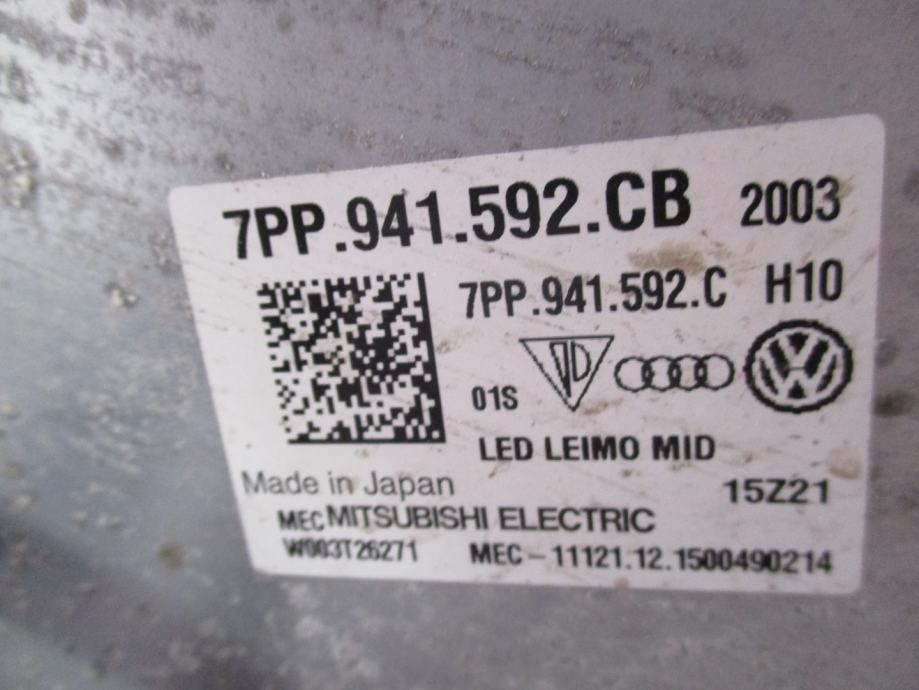 7PP.941.592.CB 2003
7PP.941.592.C H10
01S
LED LEIMO MID
Made in Japan 15Z21
MEC MITSUBISHI ELECTRIC
W003T26271 MEC-11121.12.1500490214